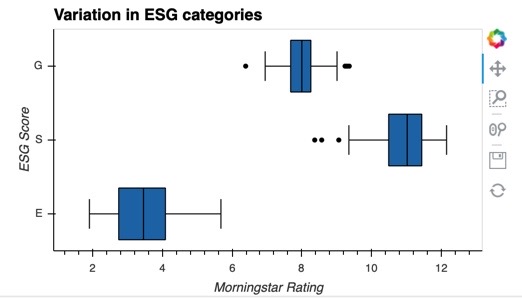 Variation in ESG categories
G
S
E
ESG Score
2 4 6 8 10 12
Morningstar Rating